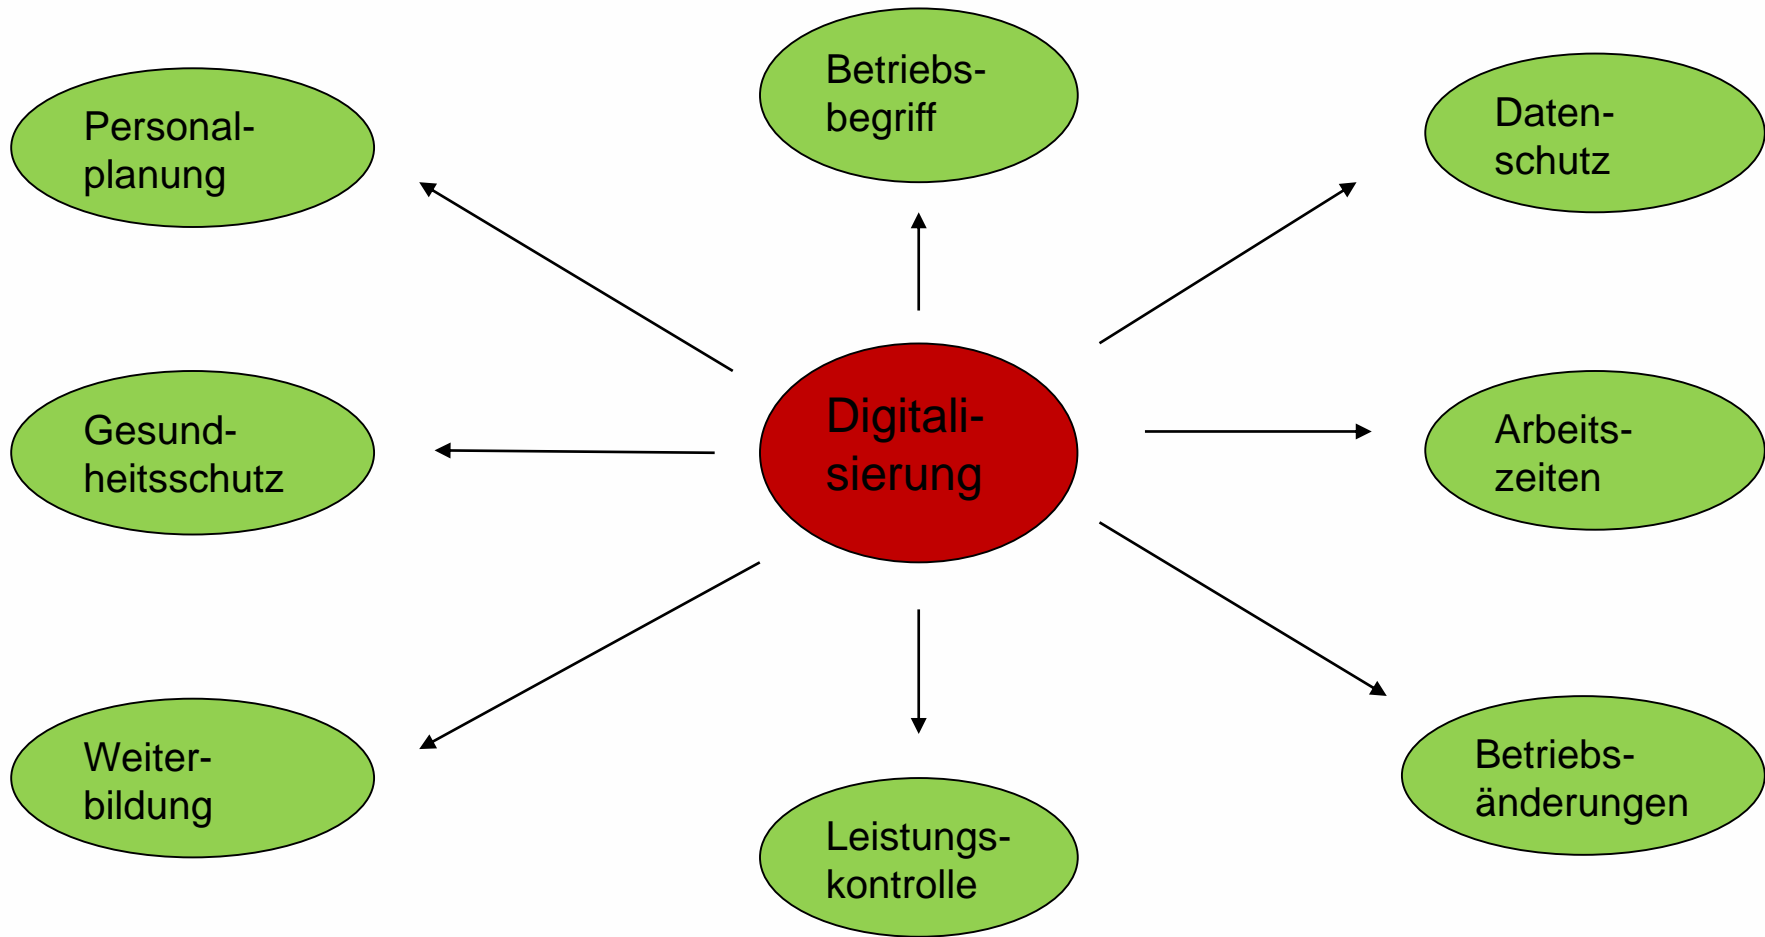 Betriebs-
begriff
Personal-
planung
Daten-
schutz
Gesund-
heitsschutz
Digitali-
sierung
Arbeits-
zeiten
Weiter-
bildung
Leistungs-
kontrolle
Betriebs-
änderungen